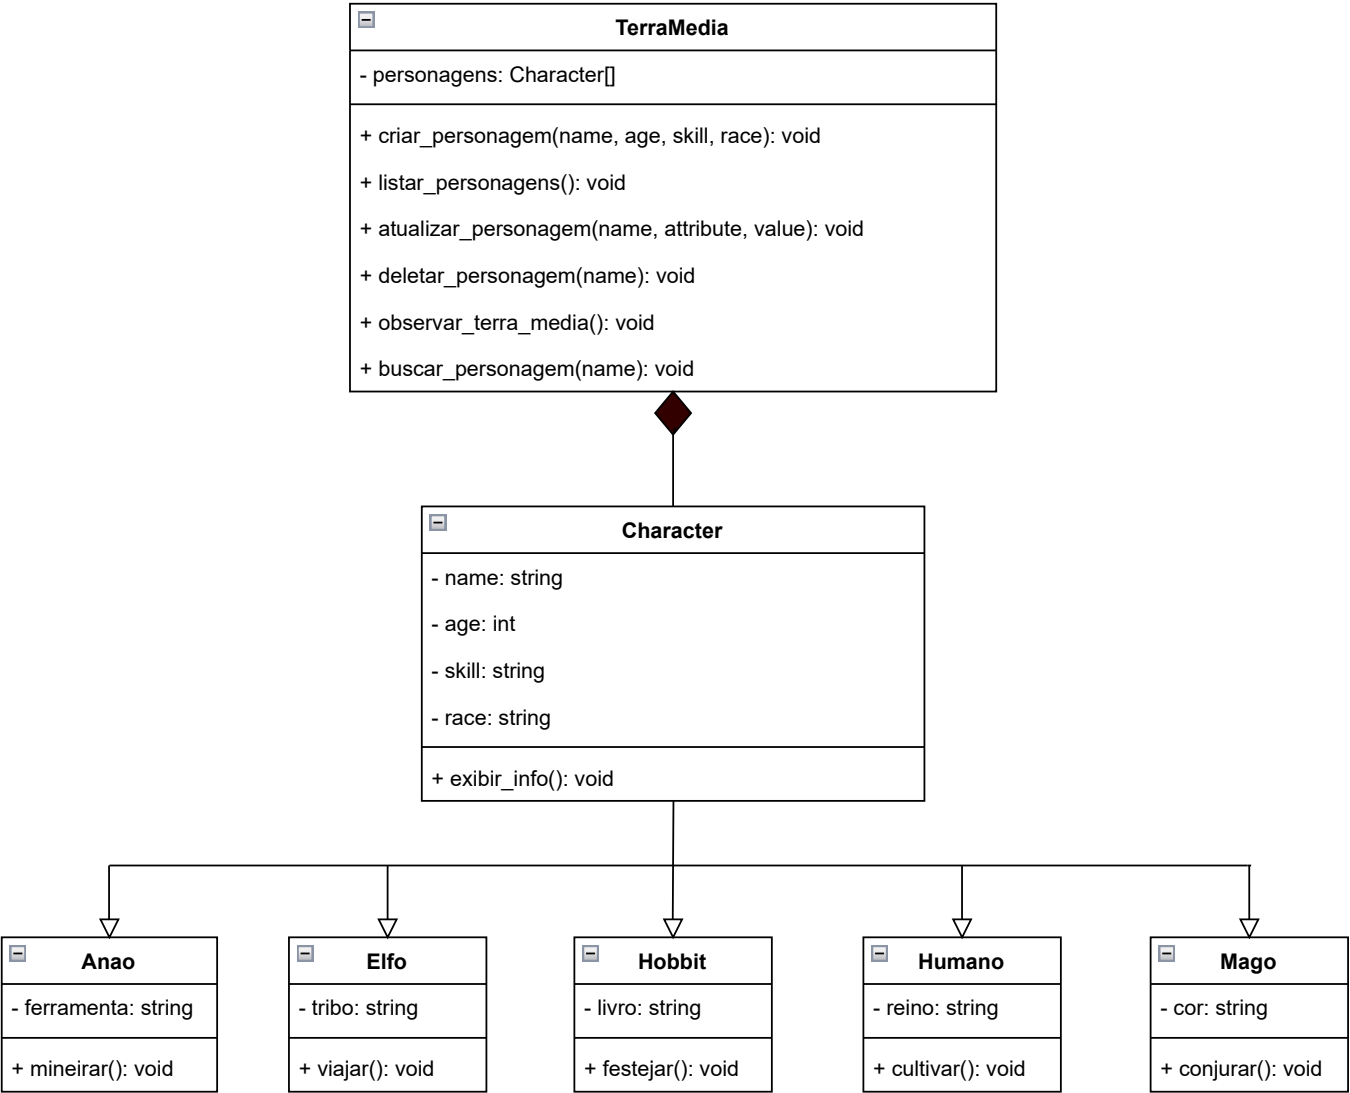 TerraMedia
- personagens: Character[]
+ criar_personagem(name, age, skill, race): void
+ listar_personagens(): void
+ atualizar_personagem(name, attribute, value): void
+ deletar_personagem(name): void
+ observar_terra_media(): void
+ buscar_personagem(name): void
Character
- name: string
- age: int
- skill: string
- race: string
+ exibir_info(): void
Anao
- ferramenta: string
+ mineirar(): void
Elfo
- tribo: string
+ viajar(): void
Hobbit
- livro: string
+ festejar(): void
Humano
- reino: string
+ cultivar(): void
Mago
- cor: string
+ conjurar(): void